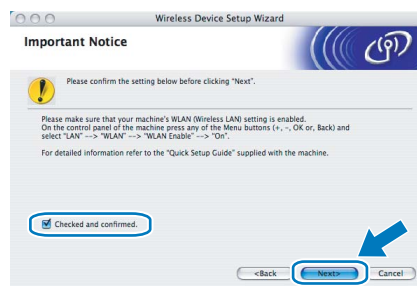 Wireless Device Setup Wizard
Important Notice
Please confirm the setting below before clicking "Next".
Please make sure that your machine's WLAN (Wireless LAN) setting is enabled.
On the control panel of the machine press any of the Menu buttons (+, -, OK or, Back) and
select "LAN" --> "WLAN" --> "WLAN Enable" --> "On".
For detailed information refer to the "Quick Setup Guide" supplied with the machine.
Checked and confirmed.
<Back Next> Cancel